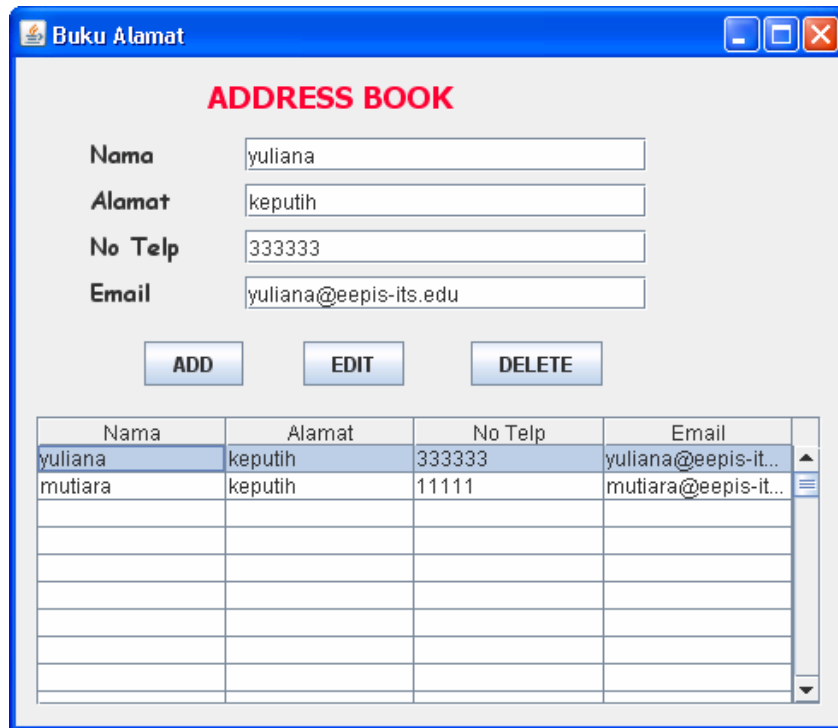 Buku Alamat
ADDRESS BOOK
Nama yuliana
Alamat keputih
No Telp 333333
Email yuliana@eepis-its.edu
ADD EDIT DELETE
Nama Alamat No Telp Email
yuliana keputih 333333 yuliana@eepis-it...
mutiara keputih 11111 mutiara@eepis-it...